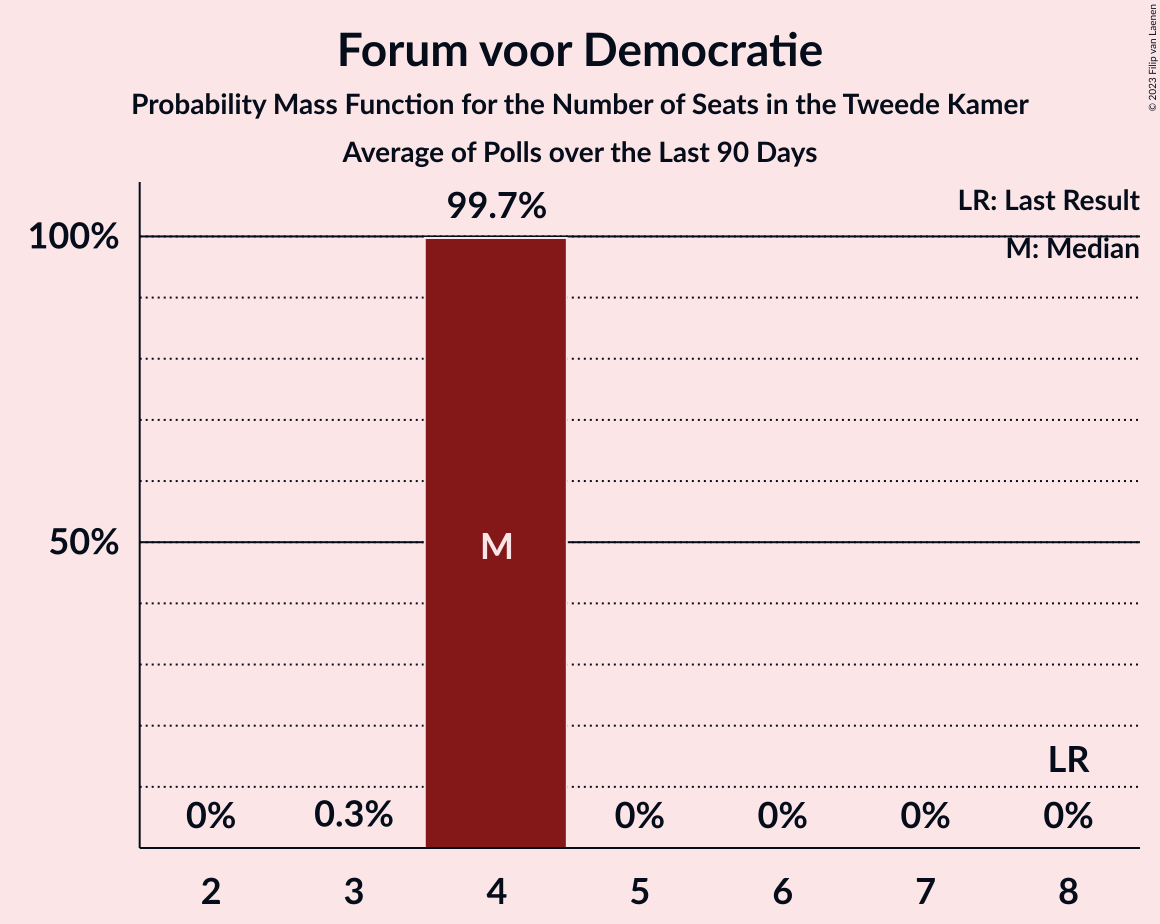 Forum voor Democratie
Probability Mass Function for the Number of Seats in the Tweede Kamer
Average of Polls over the Last 90 Days
© 2023 Filip van Laenen
LR: Last Result
M: Median
99.7%
100%
50%
M
LR
0%
0.3%
0%
0%
0%
0%
2 3 4 5 6 7 8